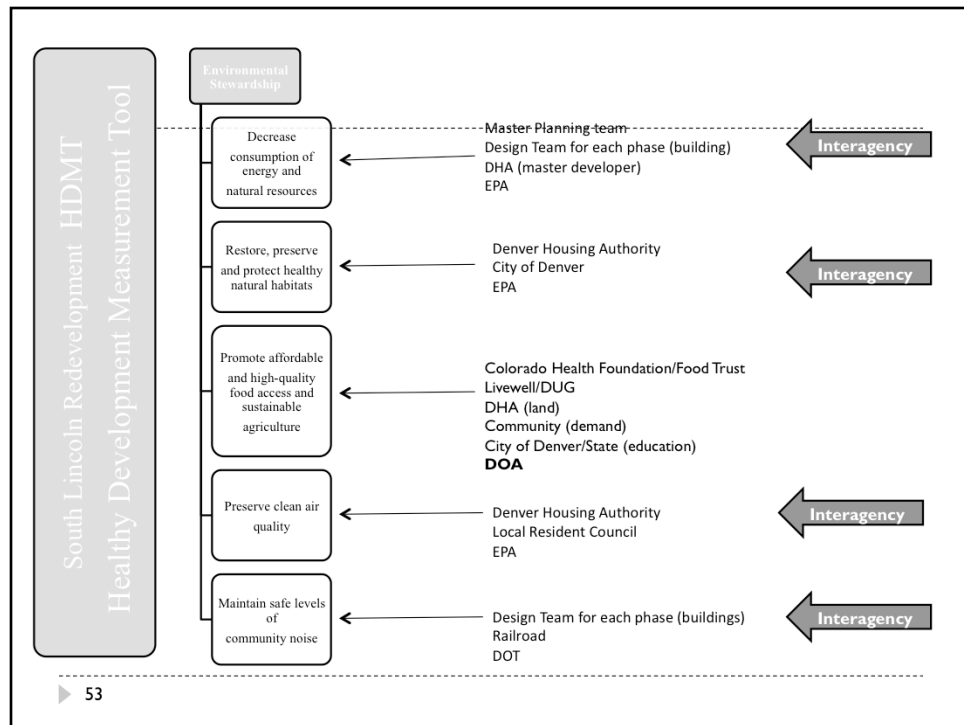 South Lincoln Redevelopment HDMT
Healthy Development Measurement Tool
Environmental
Stewardship
Decrease
consumption of
energy and
natural resources
Master Planning team
Design Team for each phase (building)
DHA (master developer)
EPA
Interagency
Restore, preserve
and protect healthy
natural habitats
Denver Housing Authority
City of Denver
EPA
Interagency
Promote affordable
and high-quality
food access and
sustainable
agriculture
Colorado Health Foundation/Food Trust
Livewell/DUG
DHA (land)
Community (demand)
City of Denver/State (education)
DOA
Preserve clean air
quality
Denver Housing Authority
Local Resident Council
EPA
Interagency
Maintain safe levels
of
community noise
Design Team for each phase (buildings)
Railroad
DOT
Interagency
53